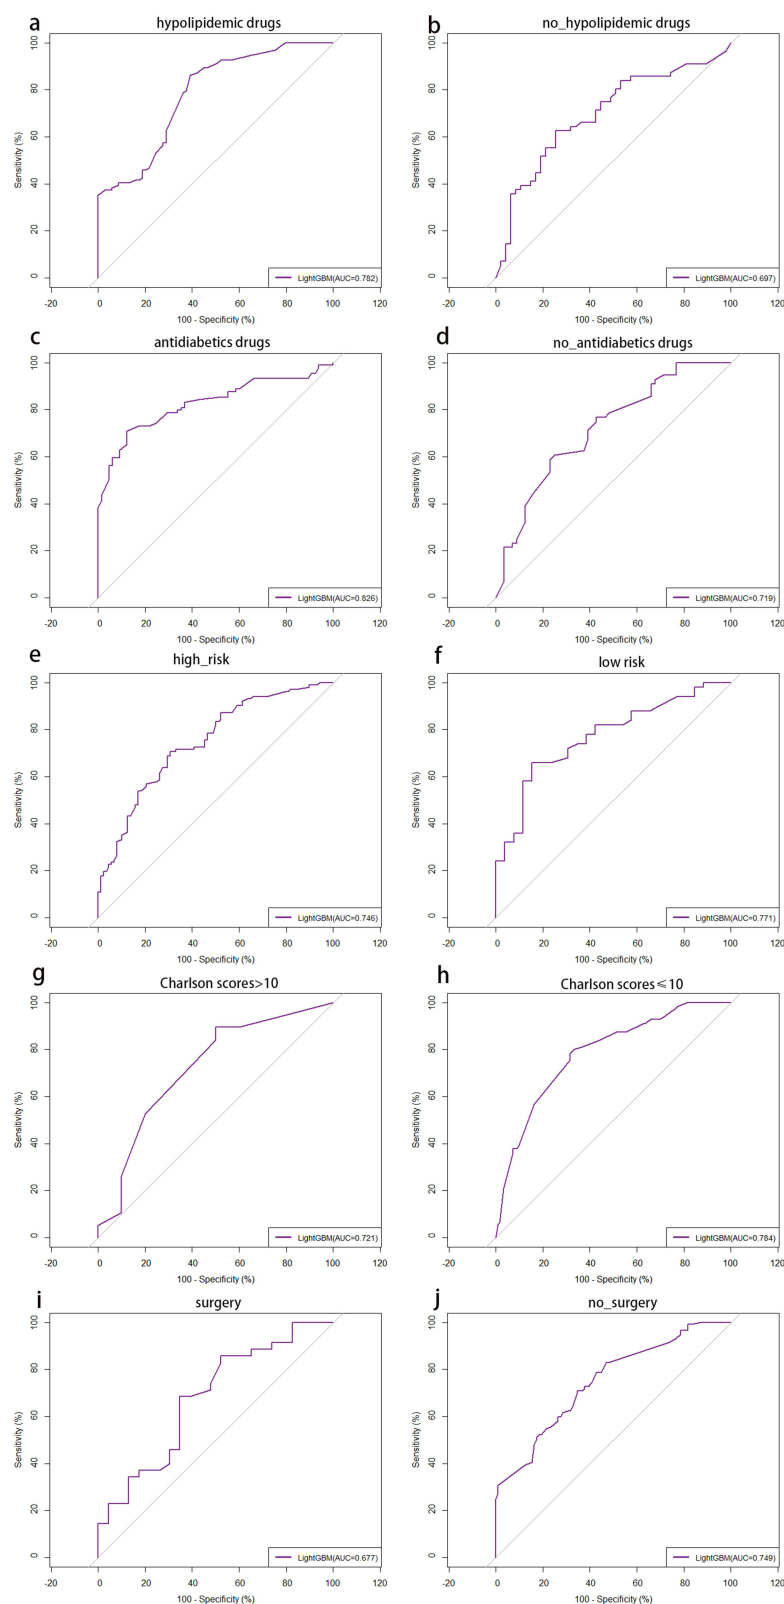 a
hypolipidemic drugs
Sensitivity (%)
0 20 40 60 80 100
LightGBM(AUC=0.782)
-20 0 20 40 60 80 100 120
100 - Specificity (%)
b
no_hypolipidemic drugs
Sensitivity (%)
0 20 40 60 80 100
LightGBM(AUC=0.697)
-20 0 20 40 60 80 100 120
100 - Specificity (%)
c
antidiabetics drugs
Sensitivity (%)
0 20 40 60 80 100
LightGBM(AUC=0.826)
-20 0 20 40 60 80 100 120
100 - Specificity (%)
d
no_antidiabetics drugs
Sensitivity (%)
0 20 40 60 80 100
LightGBM(AUC=0.719)
-20 0 20 40 60 80 100 120
100 - Specificity (%)
e
high_risk
Sensitivity (%)
0 20 40 60 80 100
LightGBM(AUC=0.746)
-20 0 20 40 60 80 100 120
100 - Specificity (%)
f
low risk
Sensitivity (%)
0 20 40 60 80 100
LightGBM(AUC=0.771)
-20 0 20 40 60 80 100 120
100 - Specificity (%)
g
Charlson scores>10
Sensitivity (%)
0 20 40 60 80 100
LightGBM(AUC=0.721)
-20 0 20 40 60 80 100 120
100 - Specificity (%)
h
Charlson scores≤10
Sensitivity (%)
0 20 40 60 80 100
LightGBM(AUC=0.784)
-20 0 20 40 60 80 100 120
100 - Specificity (%)
i
surgery
Sensitivity (%)
0 20 40 60 80 100
LightGBM(AUC=0.677)
-20 0 20 40 60 80 100 120
100 - Specificity (%)
j
no_surgery
Sensitivity (%)
0 20 40 60 80 100
LightGBM(AUC=0.749)
-20 0 20 40 60 80 100 120
100 - Specificity (%)